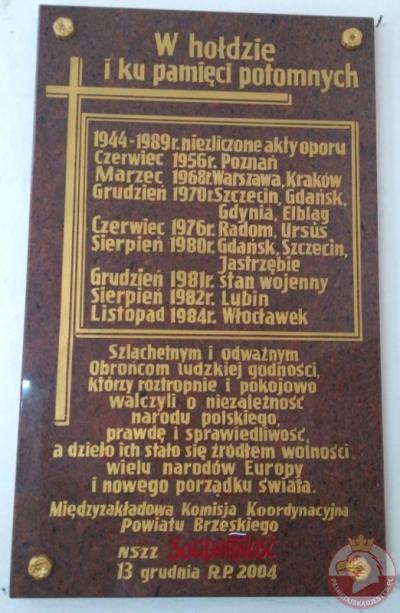 W hołdzie
i ku pamięci potomnych
1944-1989r. niezliczone akty oporu
Czerwiec 1956r. Poznań
Marzec 1968r. Warszawa, Kraków
Grudzień 1970r. Szczecin, Gdańsk,
Gdynia, Elbląg
Czerwiec 1976r. Radom, Ursus
Sierpień 1980r. Gdańsk, Szczecin,
Jastrzębie
Grudzień 1981r. stan wojenny
Sierpień 1982r. Lubin
Listopad 1984r. Włocławek
Szlachetnym i odważnym
Obrońcom ludzkiej godności,
którzy roztropnie i pokojowo
walczyli o niezależność
narodu polskiego,
prawdę i sprawiedliwość,
a dzieło ich stało się źródłem wolności
wielu narodów Europy
i nowego porządku świata.
Międzyzakładowa Komisja Koordynacyjna
Powiatu Brzeskiego
NSZZ SOLIDARNOŚĆ
13 grudnia R.P. 2004